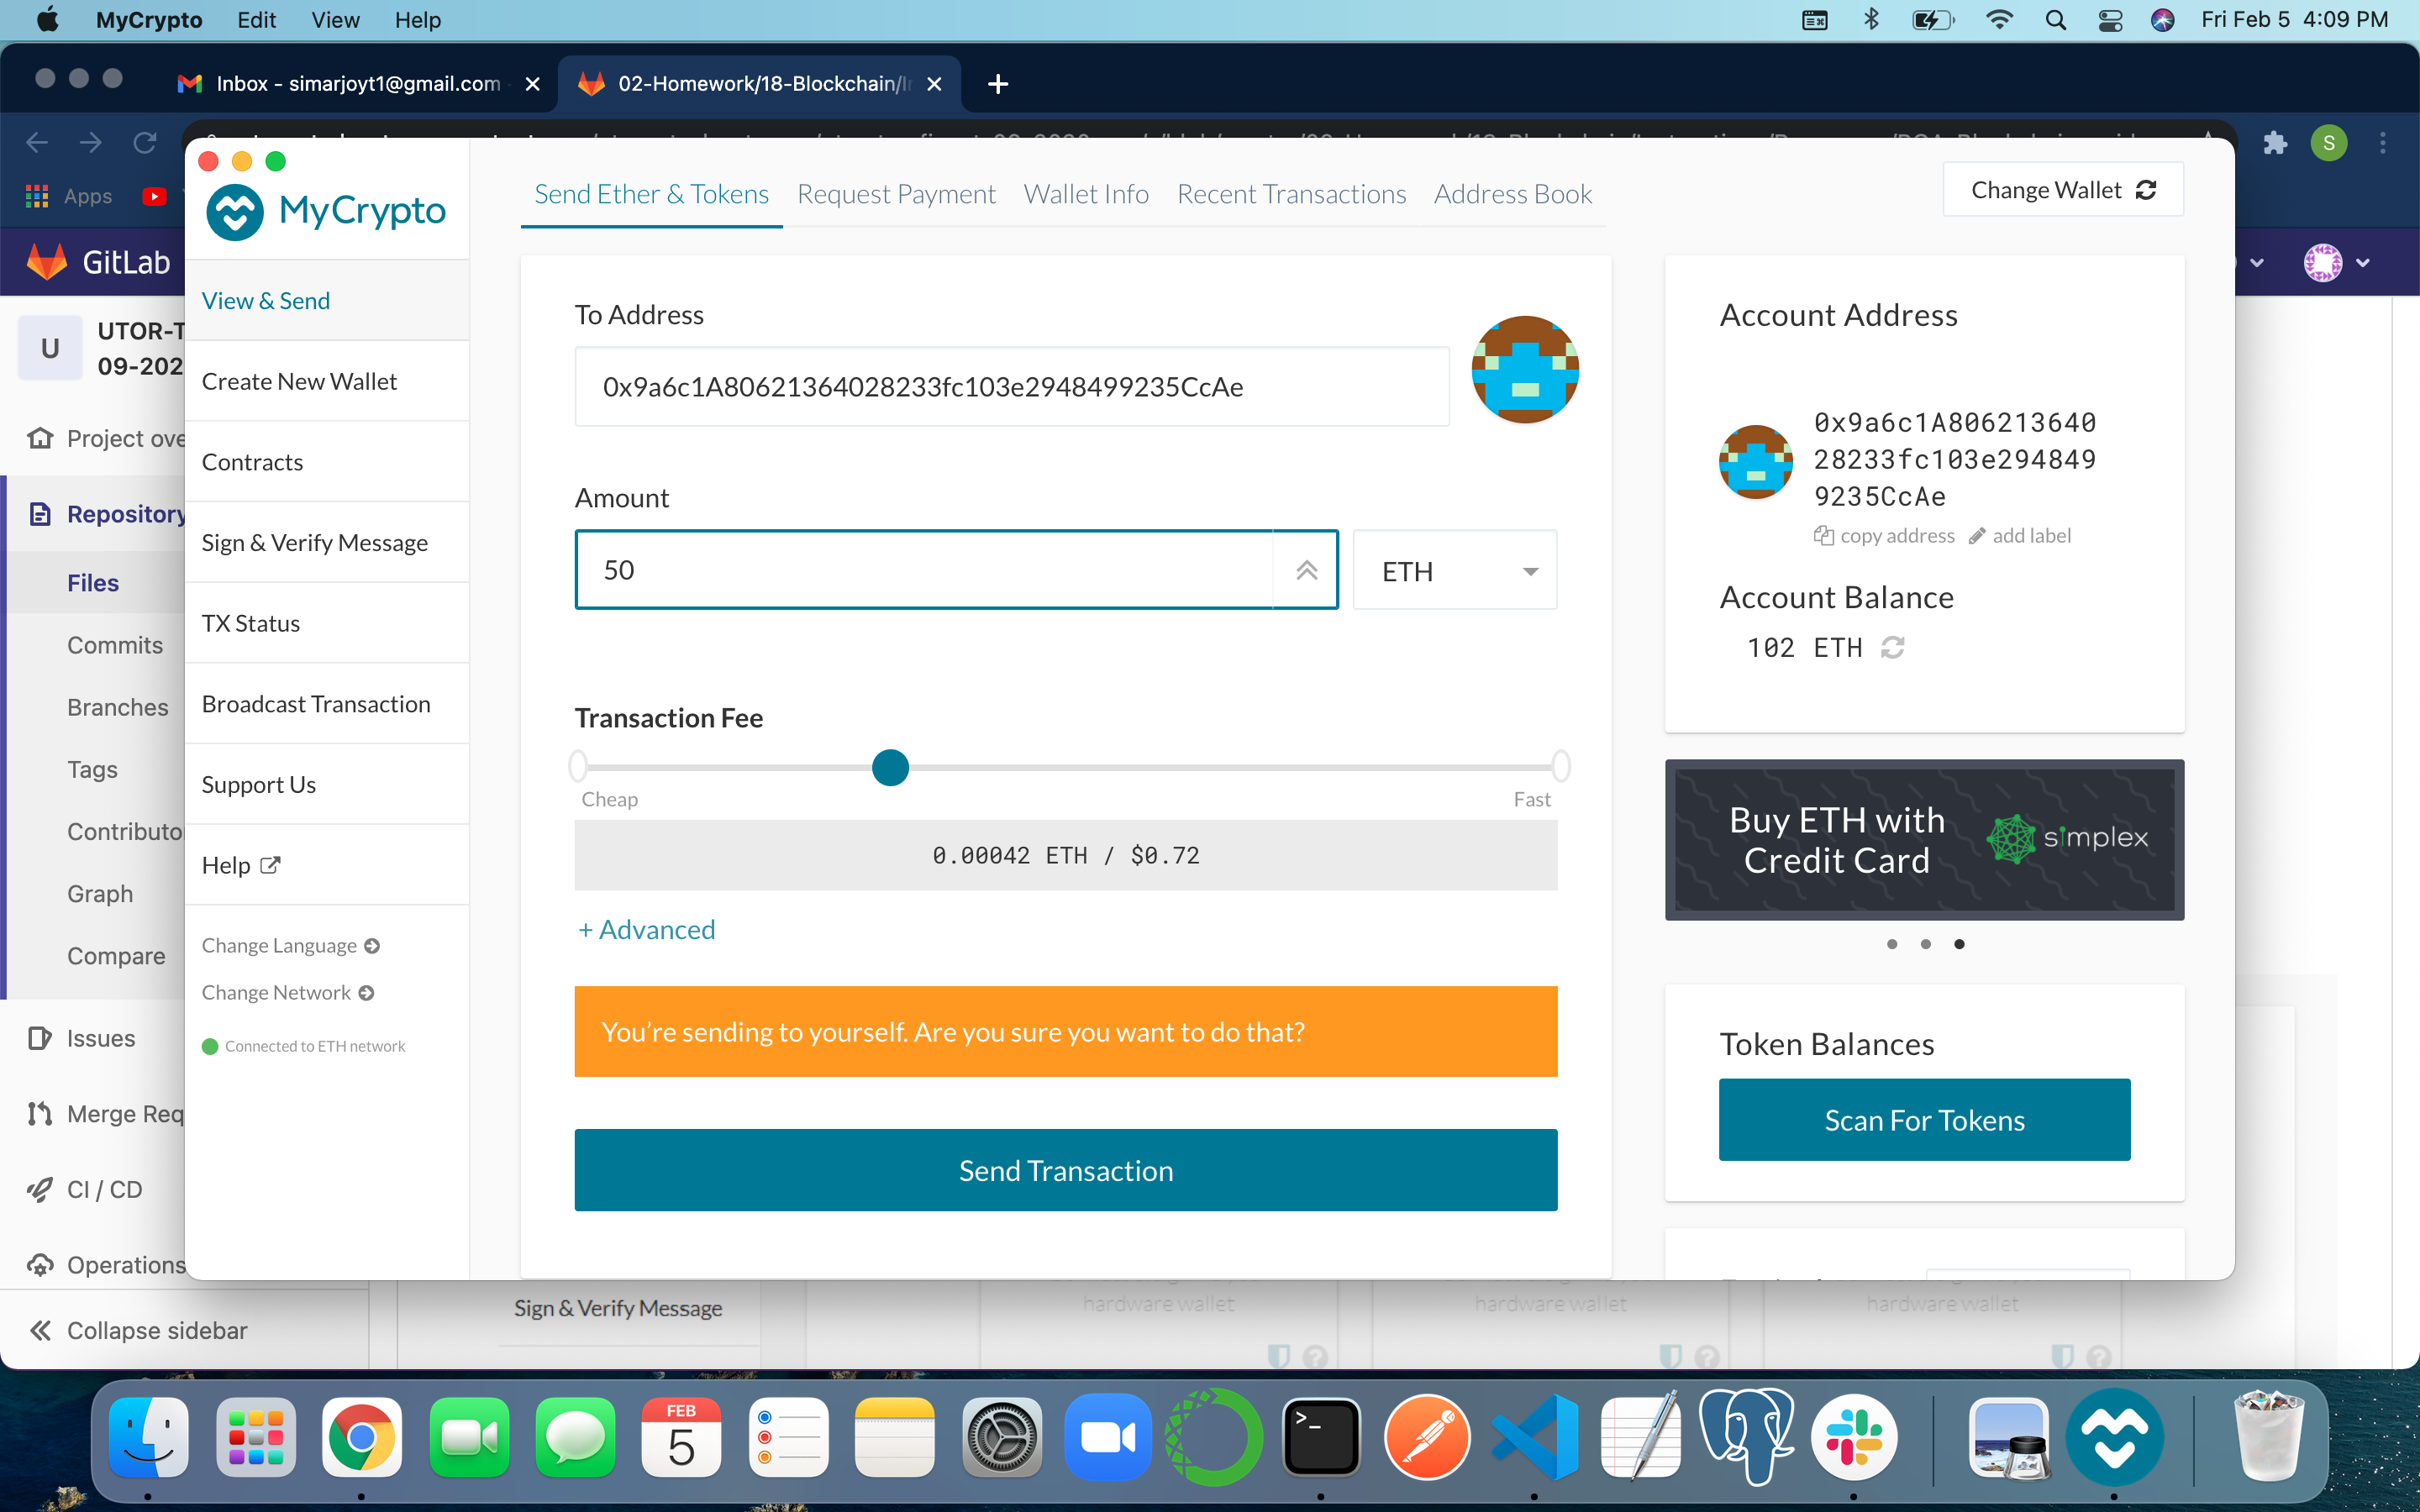 MyCrypto Edit View Help Fri Feb 5 4:09 PM
Inbox - simarjoyt1@gmail.com 02-Homework/18-Blockchain/
Apps
S
MyCrypto
Send Ether & Tokens Request Payment Wallet Info Recent Transactions Address Book
Change Wallet
GitLab
U
UTOR-T
09-202
Project ove
Repository
Files
Commits
Branches
Tags
Contributo
Graph
Compare
Issues
Merge Req
CI / CD
Operations
Collapse sidebar
View & Send
Create New Wallet
Contracts
Sign & Verify Message
TX Status
Broadcast Transaction
Support Us
Help
Change Language
Change Network
Connected to ETH network
To Address
0x9a6c1A80621364028233fc103e2948499235CcAe
Amount
50
ETH
Transaction Fee
Cheap Fast
0.00042 ETH / $0.72
+ Advanced
You're sending to yourself. Are you sure you want to do that?
Send Transaction
Account Address
0x9a6c1A806213640
28233fc103e294849
9235CcAe
copy address add label
Account Balance
102 ETH
Buy ETH with
Credit Card
simplex
Token Balances
Scan For Tokens
Sign & Verify Message
hardware wallet hardware wallet hardware wallet
FEB
5